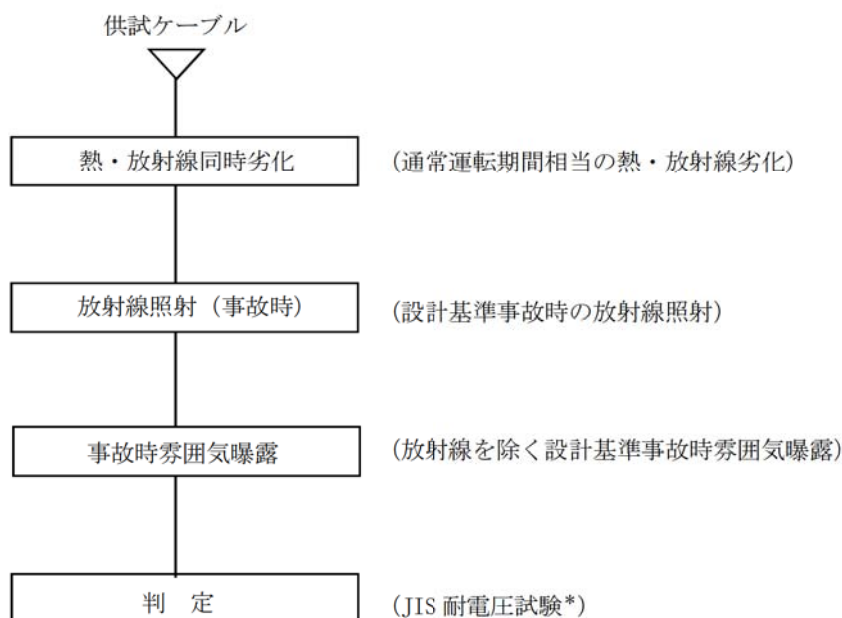 供試ケーブル
熱・放射線同時劣化 (通常運転期間相当の熱・放射線劣化)
放射線照射（事故時） (設計基準事故時の放射線照射)
事故時雰囲気曝露 (放射線を除く設計基準事故時雰囲気曝露)
判 定 (JIS 耐電圧試験*)